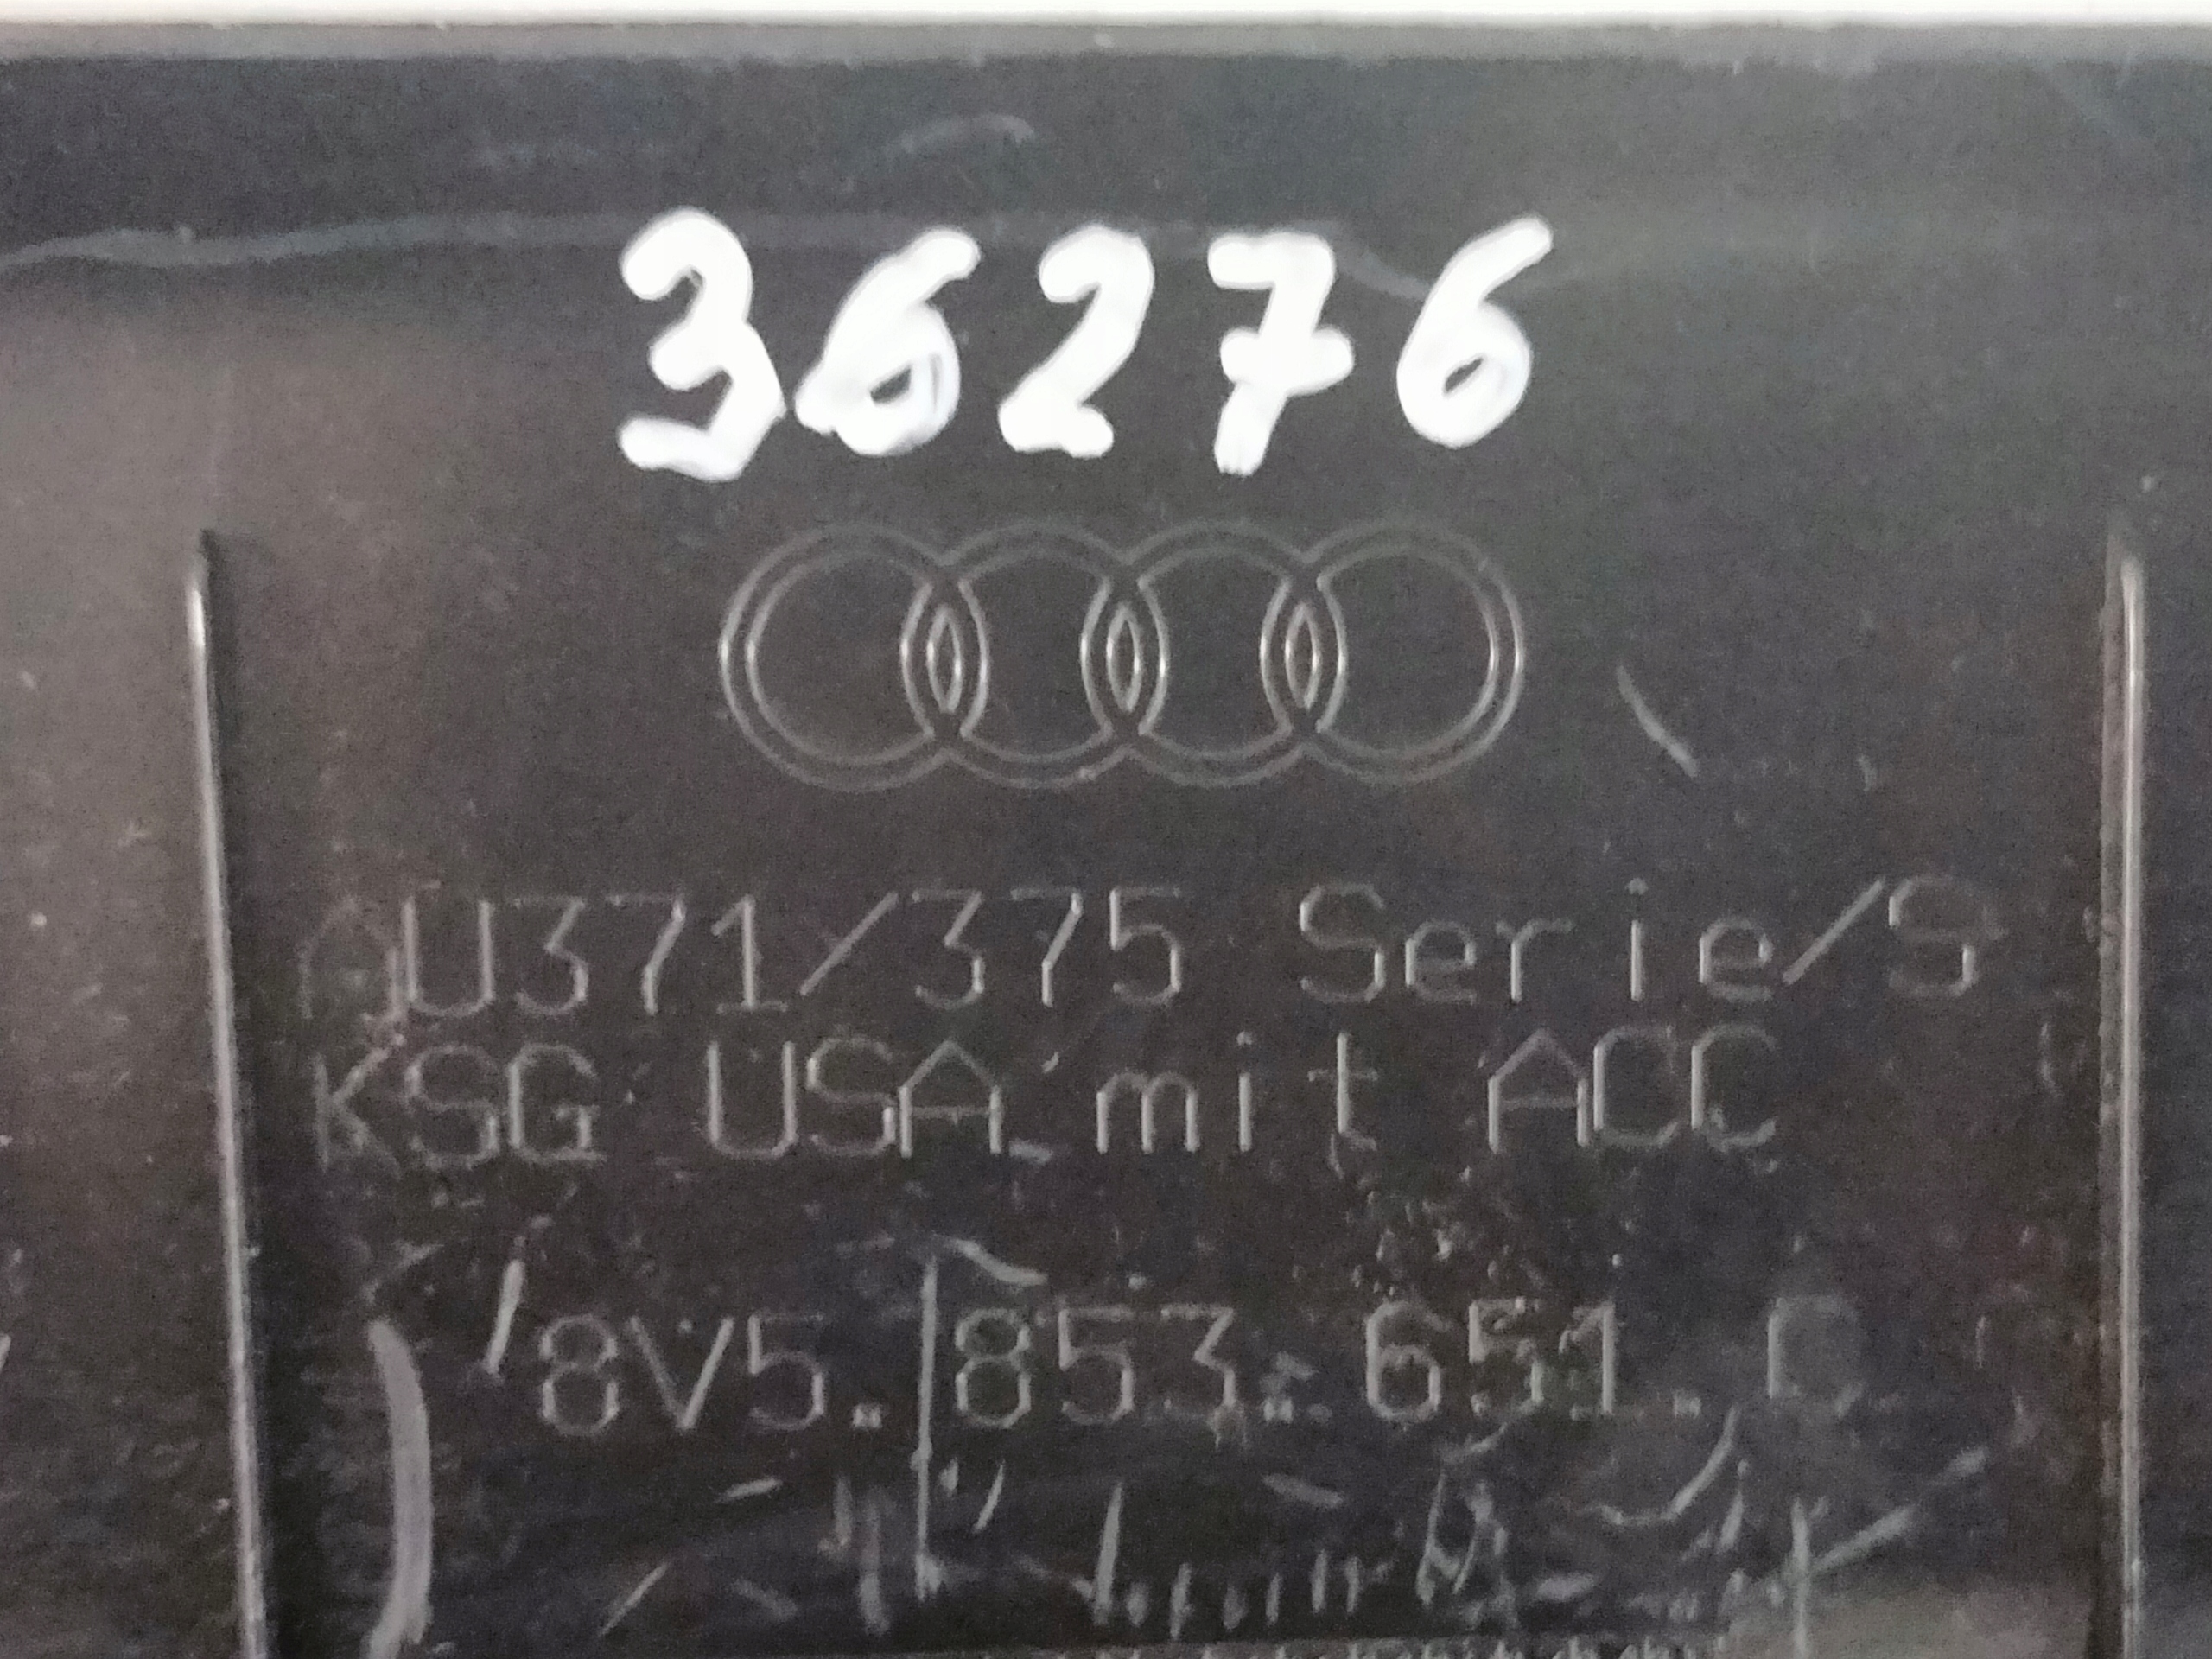 36276
AU371/375 Serie/S
KSG USA mit ACC
8V5.853.651.